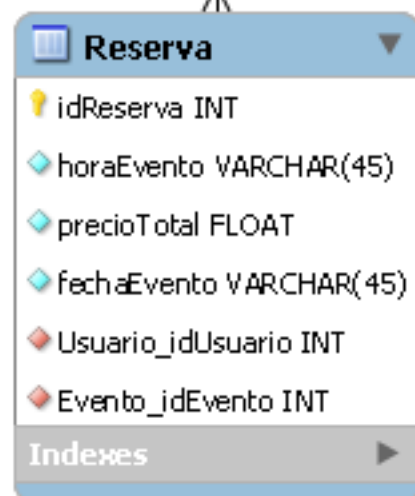 Reserva
idReserva INT
horaEvento VARCHAR(45)
precioTotal FLOAT
fechaEvento VARCHAR(45)
Usuario_idUsuario INT
Evento_idEvento INT
Indexes